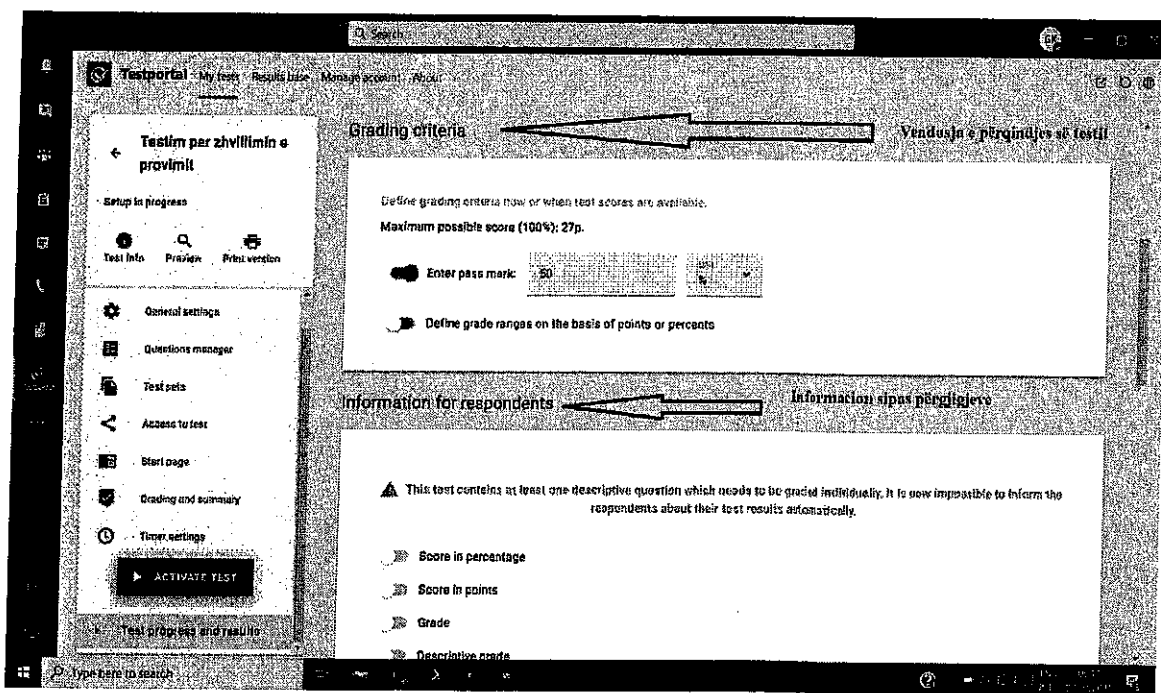 Search
GK
Testportal My tests Results base Manage account About
Testim per zhvillimin e
provimit
Setup in progress
Test info Preview Print version
General settings
Questions manager
Test sets
Access to test
Start page
Grading and summary
Timer settings
ACTIVATE TEST
Test progress and results
Grading criteria
Vendosja e përqindjes së testit
Define grading criteria now or when test scores are available.
Maximum possible score (100%): 27p.
Enter pass mark: 50 %
Define grade ranges on the basis of points or percents
Information for respondents
Informacion sipas përgjigjeve
This test contains at least one descriptive question which needs to be graded individually. It is now impossible to inform the
respondents about their test results automatically.
Score in percentage
Score in points
Grade
Descriptive grade
Type here to search